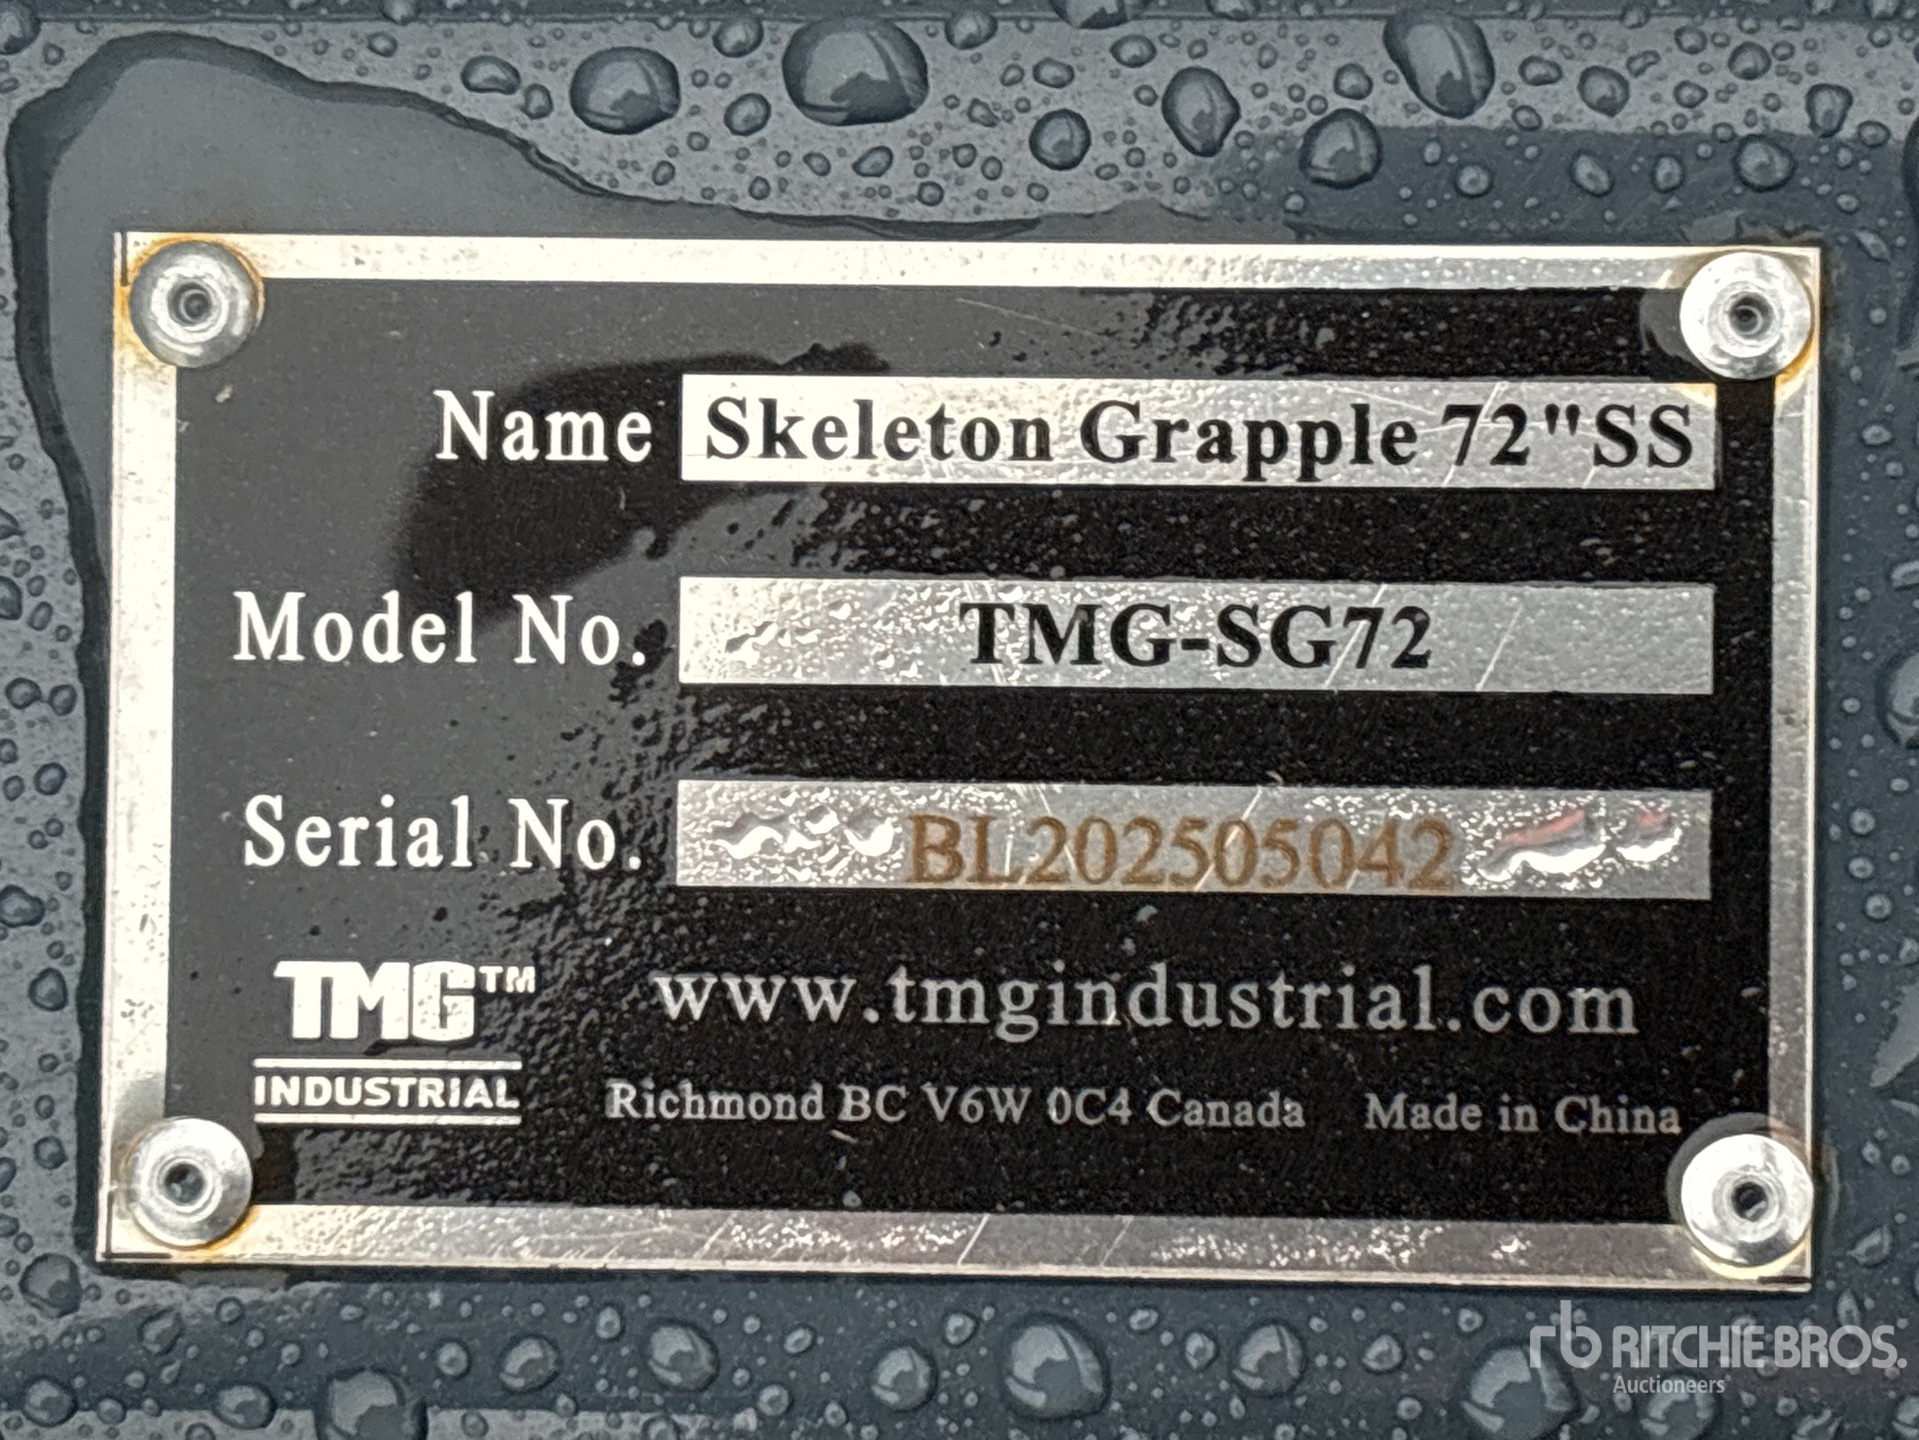 Name Skeleton Grapple 72"SS
Model No. TMG-SG72
Serial No. BL202505042
TMG™ INDUSTRIAL
www.tmgindustrial.com
Richmond BC V6W 0C4 Canada Made in China
rb RITCHIE BROS.
Auctioneers